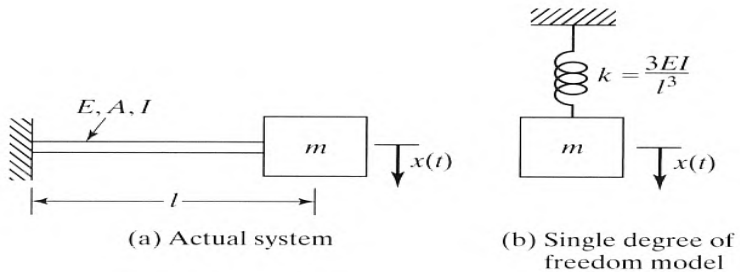 E, A, I
m
x(t)
l
(a) Actual system
k = 3EI/l³
m
x(t)
(b) Single degree of
freedom model